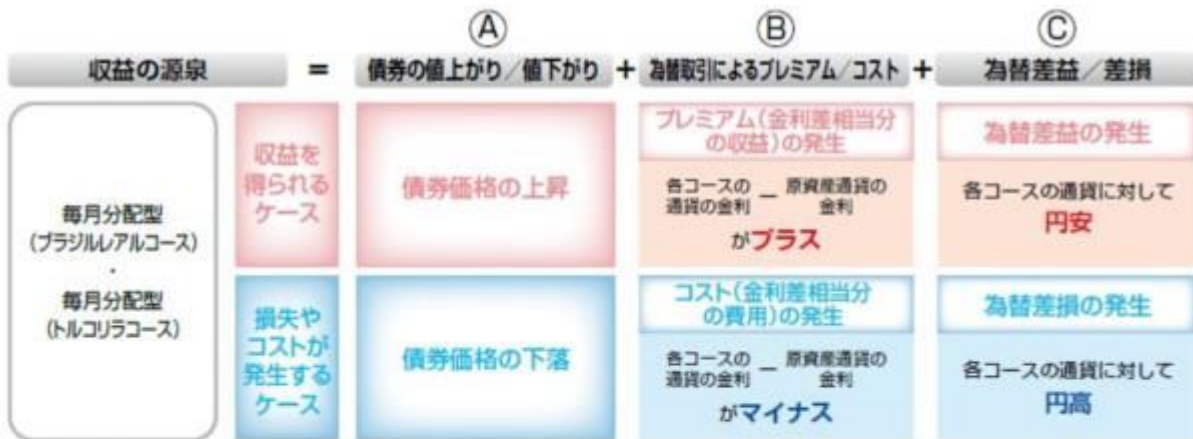 Ⓐ
Ⓑ
Ⓒ
収益の源泉 = 債券の値上がり／値下がり + 為替取引によるプレミアム／コスト + 為替差益／差損
毎月分配型
(ブラジルレアルコース)
・
毎月分配型
(トルコリラコース)
収益を
得られる
ケース
債券価格の上昇
プレミアム(金利差相当分
の収益)の発生
各コースの
通貨の金利
－
原資産通貨の
金利
がプラス
為替差益の発生
各コースの通貨に対して
円安
損失や
コストが
発生する
ケース
債券価格の下落
コスト(金利差相当分
の費用)の発生
各コースの
通貨の金利
－
原資産通貨の
金利
がマイナス
為替差損の発生
各コースの通貨に対して
円高